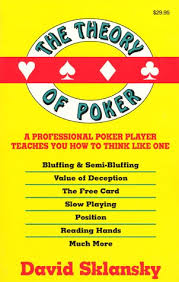 $29.95
THE THEORY
OF POKER
A PROFESSIONAL POKER PLAYER
TEACHES YOU HOW TO THINK LIKE ONE
Bluffing & Semi-Bluffing
Value of Deception
The Free Card
Slow Playing
Position
Reading Hands
Much More
David Sklansky